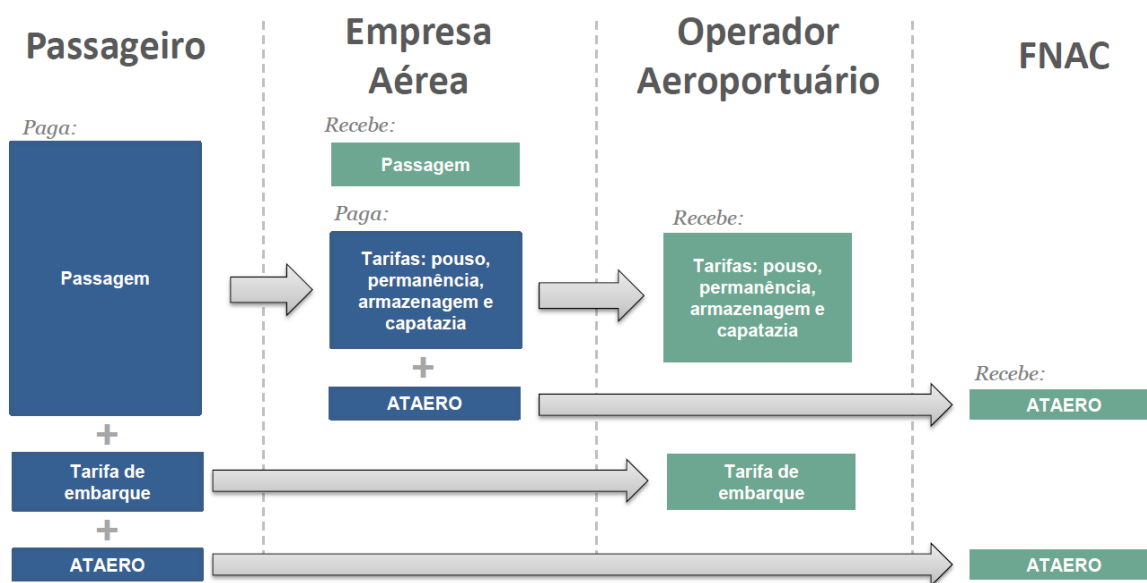 Passageiro
Empresa
Aérea
Operador
Aeroportuário
FNAC
Paga:
Passagem
+
Tarifa de
embarque
+
ATAERO
Recebe:
Passagem
Paga:
Tarifas: pouso,
permanência,
armazenagem e
capatazia
+
ATAERO
Recebe:
Tarifas: pouso,
permanência,
armazenagem e
capatazia
Tarifa de
embarque
Recebe:
ATAERO
ATAERO